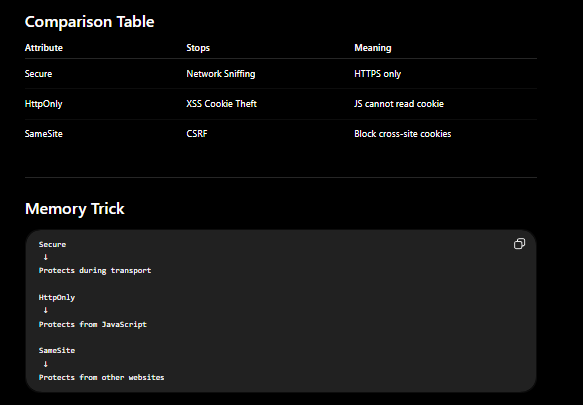 Comparison Table
Attribute Stops Meaning
Secure Network Sniffing HTTPS only
HttpOnly XSS Cookie Theft JS cannot read cookie
SameSite CSRF Block cross-site cookies
Memory Trick
Secure
↓
Protects during transport
HttpOnly
↓
Protects from JavaScript
SameSite
↓
Protects from other websites